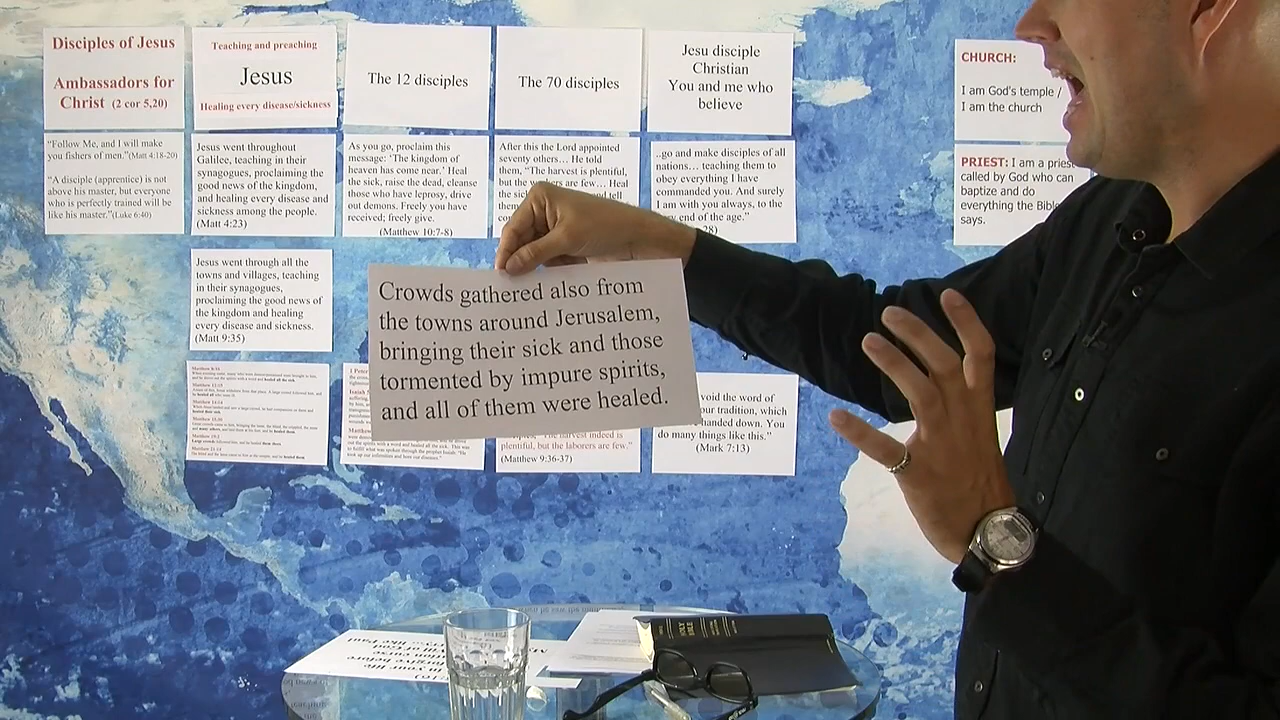 Disciples of Jesus
Ambassadors for
Christ (2 cor 5,20)
Teaching and preaching
Jesus
Healing every disease/sickness
The 12 disciples
The 70 disciples
Jesu disciple
Christian
You and me who
believe
CHURCH:
I am God's temple /
I am the church
"Follow Me, and I will make
you fishers of men."(Matt 4:18-20)
"A disciple (apprentice) is not
above his master, but everyone
who is perfectly trained will be
like his master."(Luke 6:40)
Jesus went throughout
Galilee, teaching in their
synagogues, proclaiming the
good news of the kingdom,
and healing every disease and
sickness among the people.
(Matt 4:23)
As you go, proclaim this
message: 'The kingdom of
heaven has come near.' Heal
the sick, raise the dead, cleanse
those who have leprosy, drive
out demons. Freely you have
received; freely give.
(Matthew 10:7-8)
After this the Lord appointed
seventy others… He told
them, "The harvest is plentiful,
but the workers are few… Heal
the sick and tell
..go and make disciples of all
nations… teaching them to
obey everything I have
commanded you. And surely
I am with you always, to the
end of the age."
28)
PRIEST: I am a priest
called by God who can
baptize and do
everything the Bible
says.
Jesus went through all the
towns and villages, teaching
in their synagogues,
proclaiming the good news of
the kingdom and healing
every disease and sickness.
(Matt 9:35)
Crowds gathered also from
the towns around Jerusalem,
bringing their sick and those
tormented by impure spirits,
and all of them were healed.
plentiful, but the laborers are few."
(Matthew 9:36-37)
void the word of
your tradition, which
handed down. You
do many things like this."
(Mark 7:13)
HOLY BIBLE